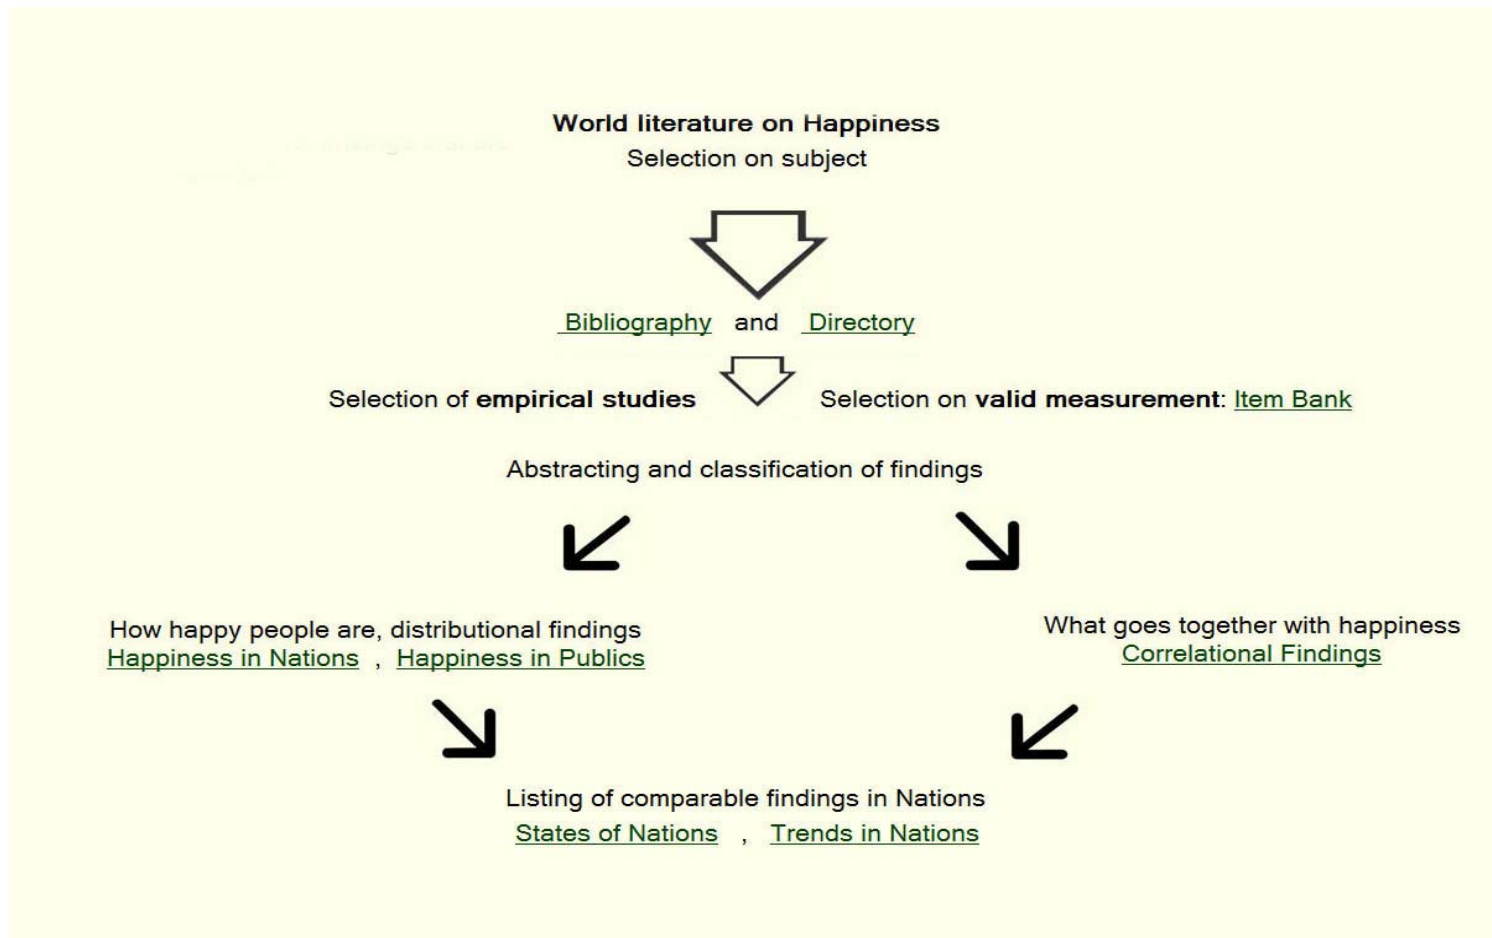 World literature on Happiness
Selection on subject
Bibliography and Directory
Selection of empirical studies
Selection on valid measurement: Item Bank
Abstracting and classification of findings
How happy people are, distributional findings
Happiness in Nations , Happiness in Publics
What goes together with happiness
Correlational Findings
Listing of comparable findings in Nations
States of Nations , Trends in Nations